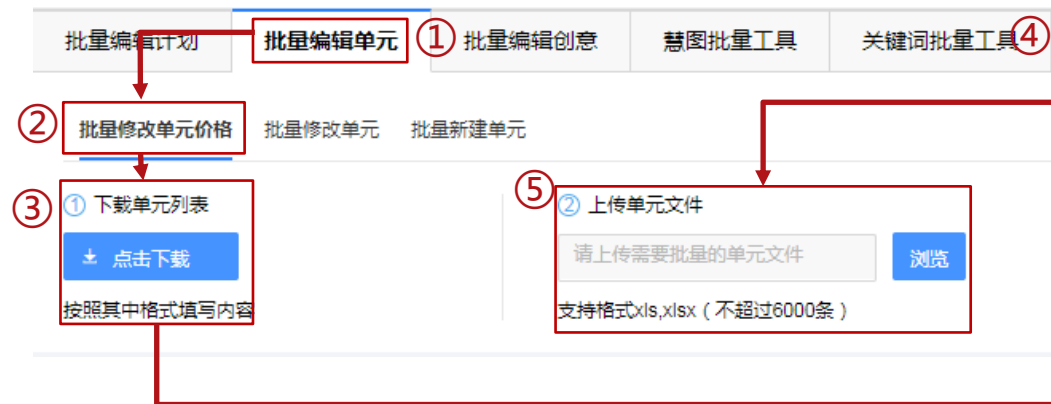 批量编辑计划 批量编辑单元 ① 批量编辑创意 慧图批量工具 关键词批量工具 ④
② 批量修改单元价格 批量修改单元 批量新建单元
③ ① 下载单元列表
点击下载
按照其中格式填写内容
⑤ ② 上传单元文件
请上传需要批量的单元文件 浏览
支持格式xls,xlsx（不超过6000条）